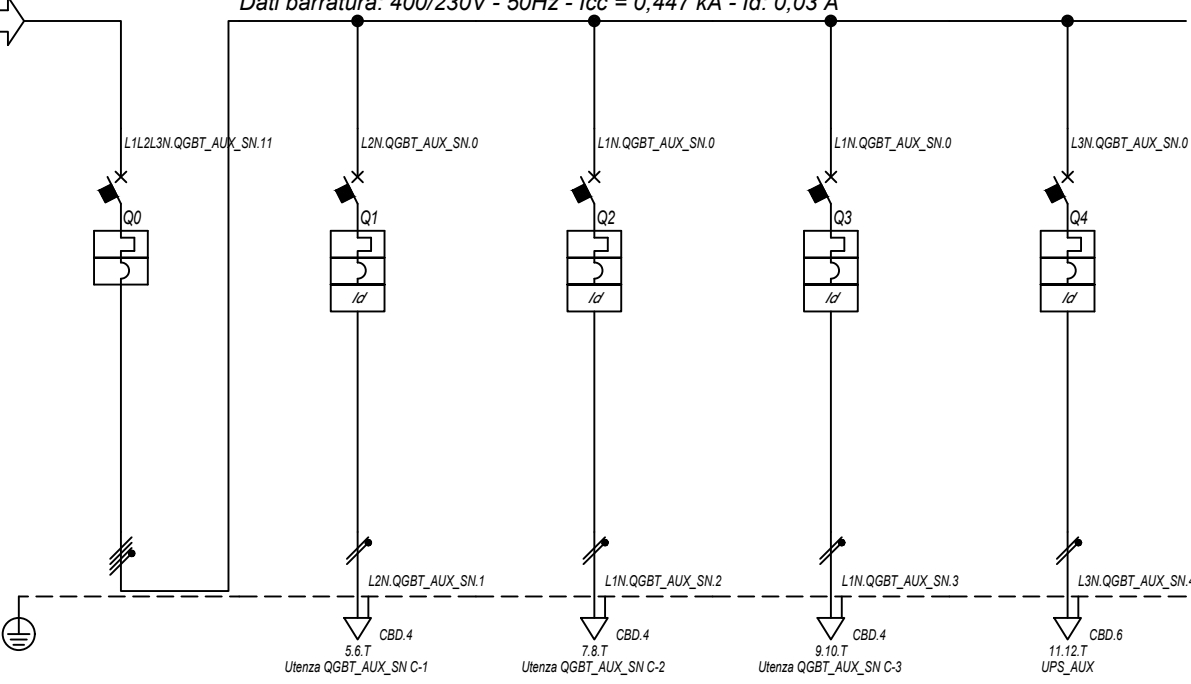 Dati barratura: 400/230V - 50Hz - Icc = 0,447 kA - Id: 0,03 A
L1L2L3N.QGBT_AUX_SN.11
L2N.QGBT_AUX_SN.0
L1N.QGBT_AUX_SN.0
L1N.QGBT_AUX_SN.0
L3N.QGBT_AUX_SN.0
Q0
Q1
Q2
Q3
Q4
Id
Id
Id
Id
L2N.QGBT_AUX_SN.1
L1N.QGBT_AUX_SN.2
L1N.QGBT_AUX_SN.3
L3N.QGBT_AUX_SN.4
CBD.4
CBD.4
CBD.4
CBD.6
5.6.T
7.8.T
9.10.T
11.12.T
Utenza QGBT_AUX_SN C-1
Utenza QGBT_AUX_SN C-2
Utenza QGBT_AUX_SN C-3
UPS_AUX